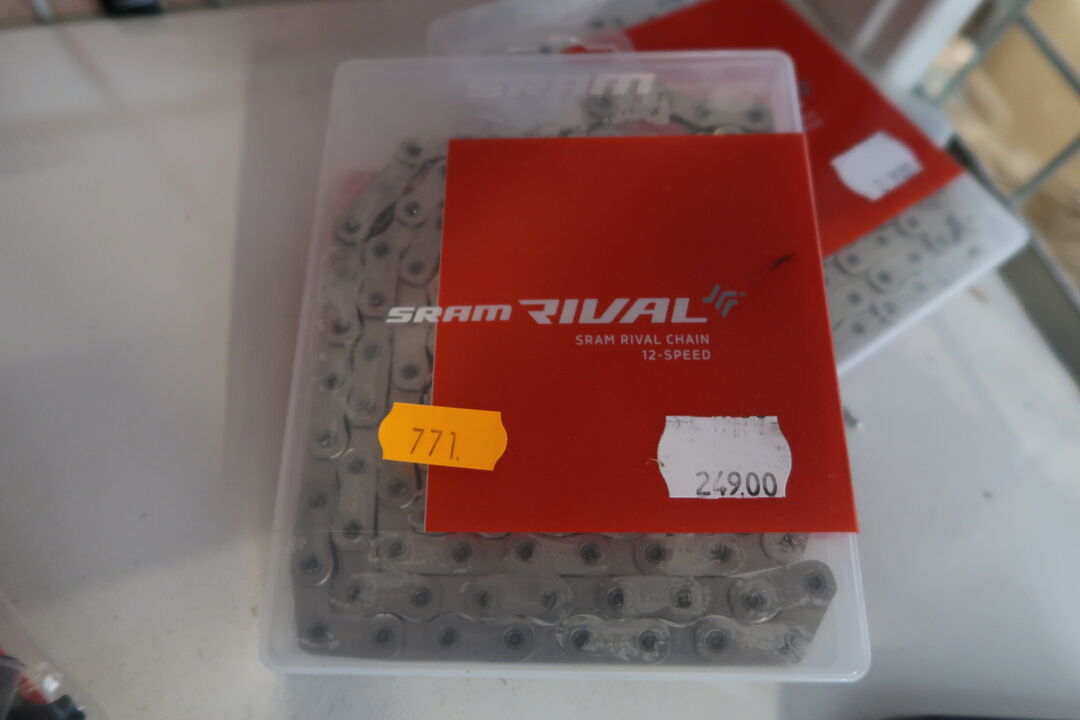 SRAM
SRAM RIVAL
SRAM RIVAL CHAIN
12-SPEED
771.
249.00